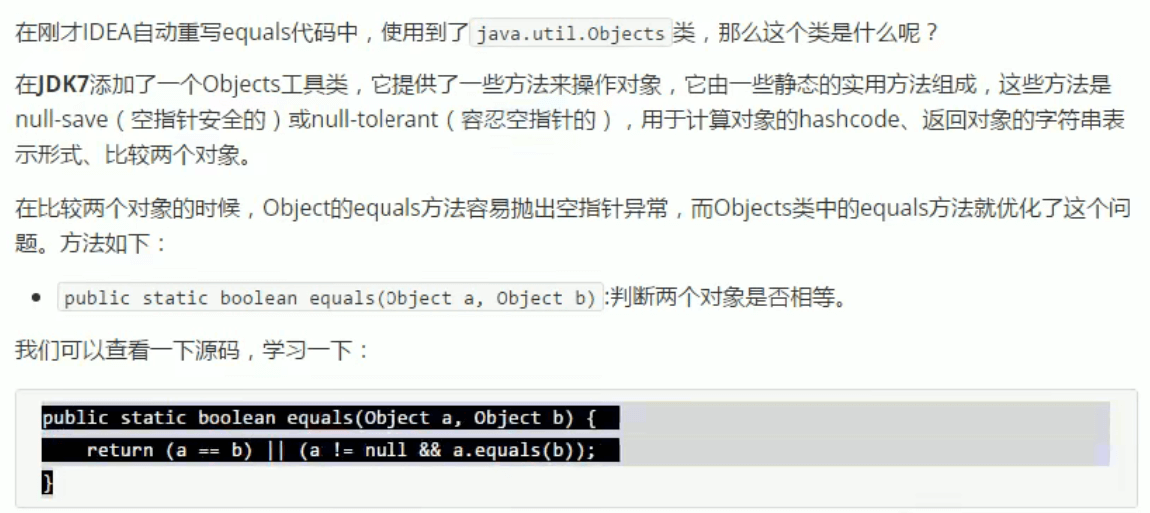 在刚才IDEA自动重写equals代码中，使用到了java.util.Objects类，那么这个类是什么呢？
在JDK7添加了一个Objects工具类，它提供了一些方法来操作对象，它由一些静态的实用方法组成，这些方法是
null-save（空指针安全的）或null-tolerant（容忍空指针的），用于计算对象的hashcode、返回对象的字符串表
示形式、比较两个对象。
在比较两个对象的时候，Object的equals方法容易抛出空指针异常，而Objects类中的equals方法就优化了这个问
题。方法如下：
• public static boolean equals(Object a, Object b):判断两个对象是否相等。
我们可以查看一下源码，学习一下：
public static boolean equals(Object a, Object b) {
    return (a == b) || (a != null && a.equals(b));
}